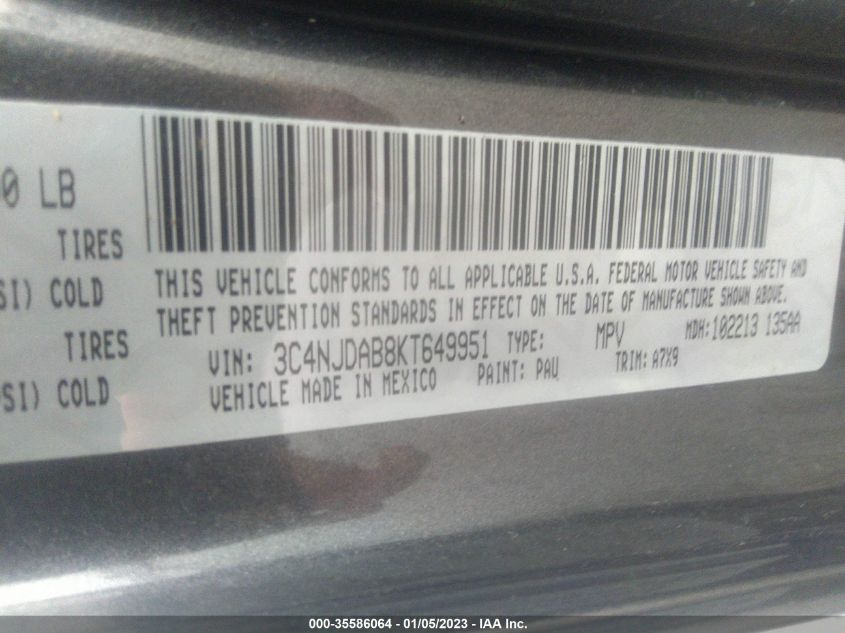 0 LB
TIRES
SI) COLD
TIRES
SI) COLD
THIS VEHICLE CONFORMS TO ALL APPLICABLE U.S.A. FEDERAL MOTOR VEHICLE SAFETY AND
THEFT PREVENTION STANDARDS IN EFFECT ON THE DATE OF MANUFACTURE SHOWN ABOVE.
VIN: 3C4NJDAB8KT649951 TYPE: MPV MDH:102213 135AA
VEHICLE MADE IN MEXICO PAINT: PAU TRIM: A7X9
000-35586064 - 01/05/2023 - IAA Inc.